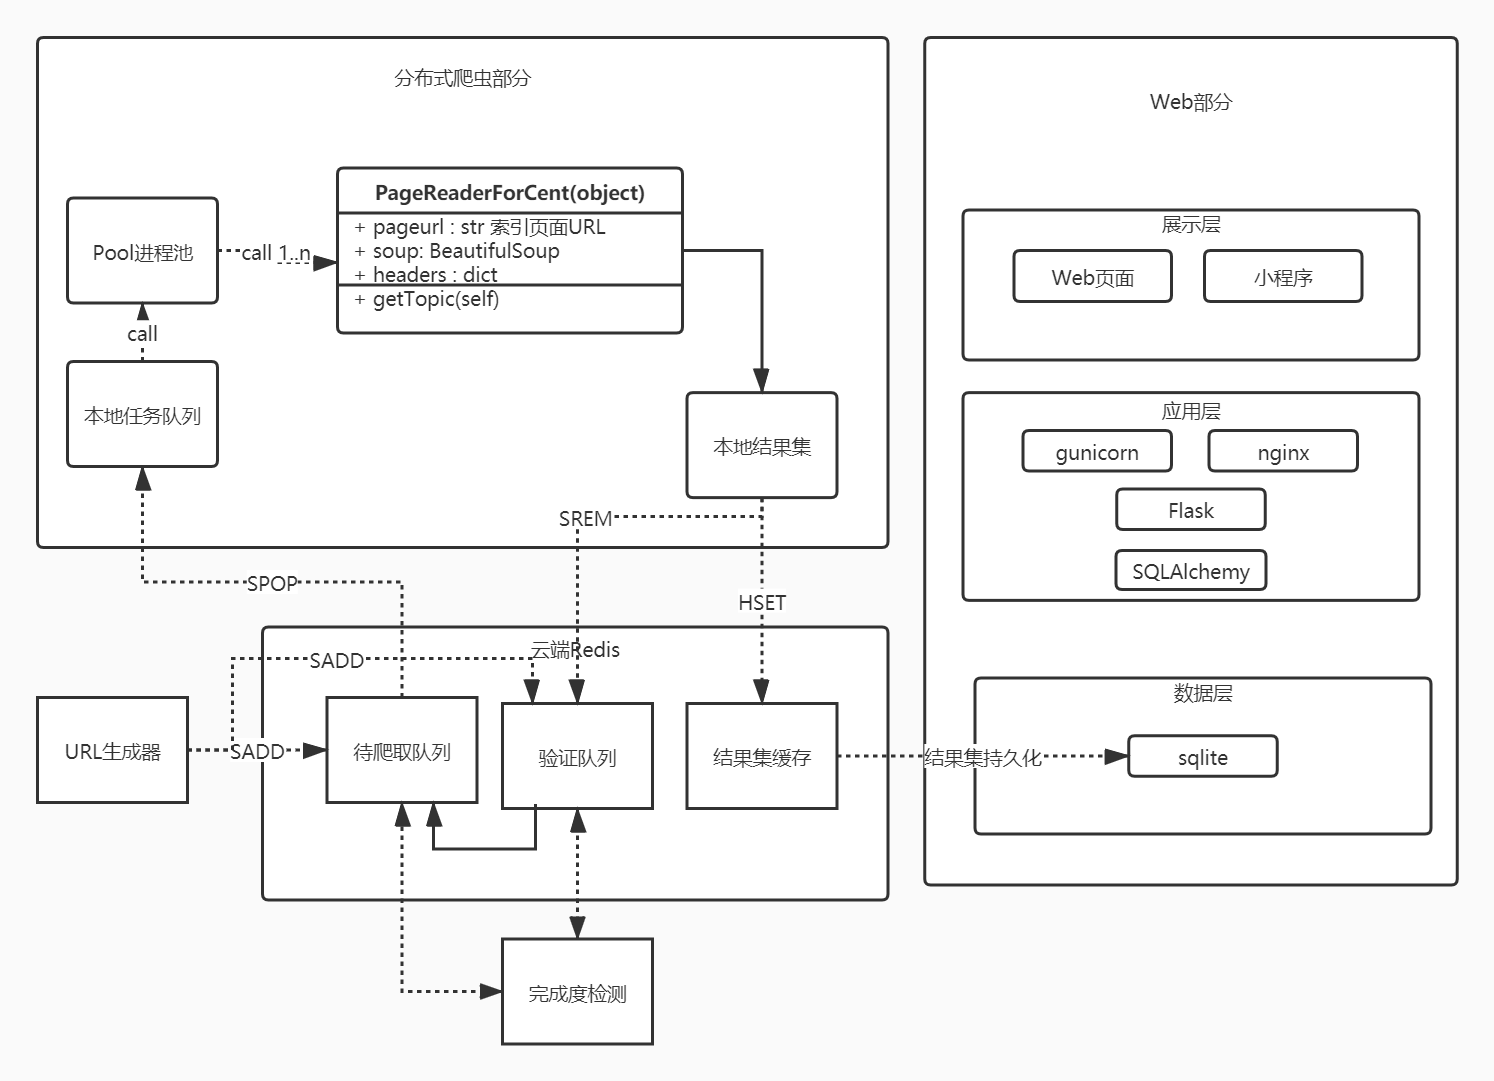 分布式爬虫部分
PageReaderForCent(object)
+ pageurl : str 索引页面URL
+ soup: BeautifulSoup
+ headers : dict
+ getTopic(self)
Pool进程池
call 1..n
call
本地任务队列
本地结果集
SREM
SPOP
HSET
云端Redis
SADD
URL生成器
SADD
待爬取队列
验证队列
结果集缓存
结果集持久化
完成度检测
Web部分
展示层
Web页面
小程序
应用层
gunicorn
nginx
Flask
SQLAlchemy
数据层
sqlite